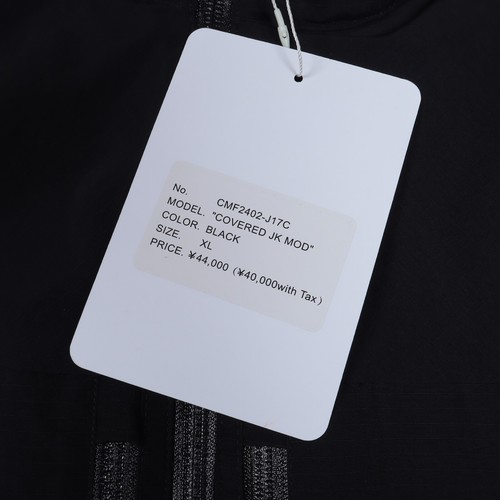 No. CMF2402-J17C
MODEL. "COVERED JK MOD"
COLOR. BLACK
SIZE. XL
PRICE. ¥44,000 (¥40,000with Tax)